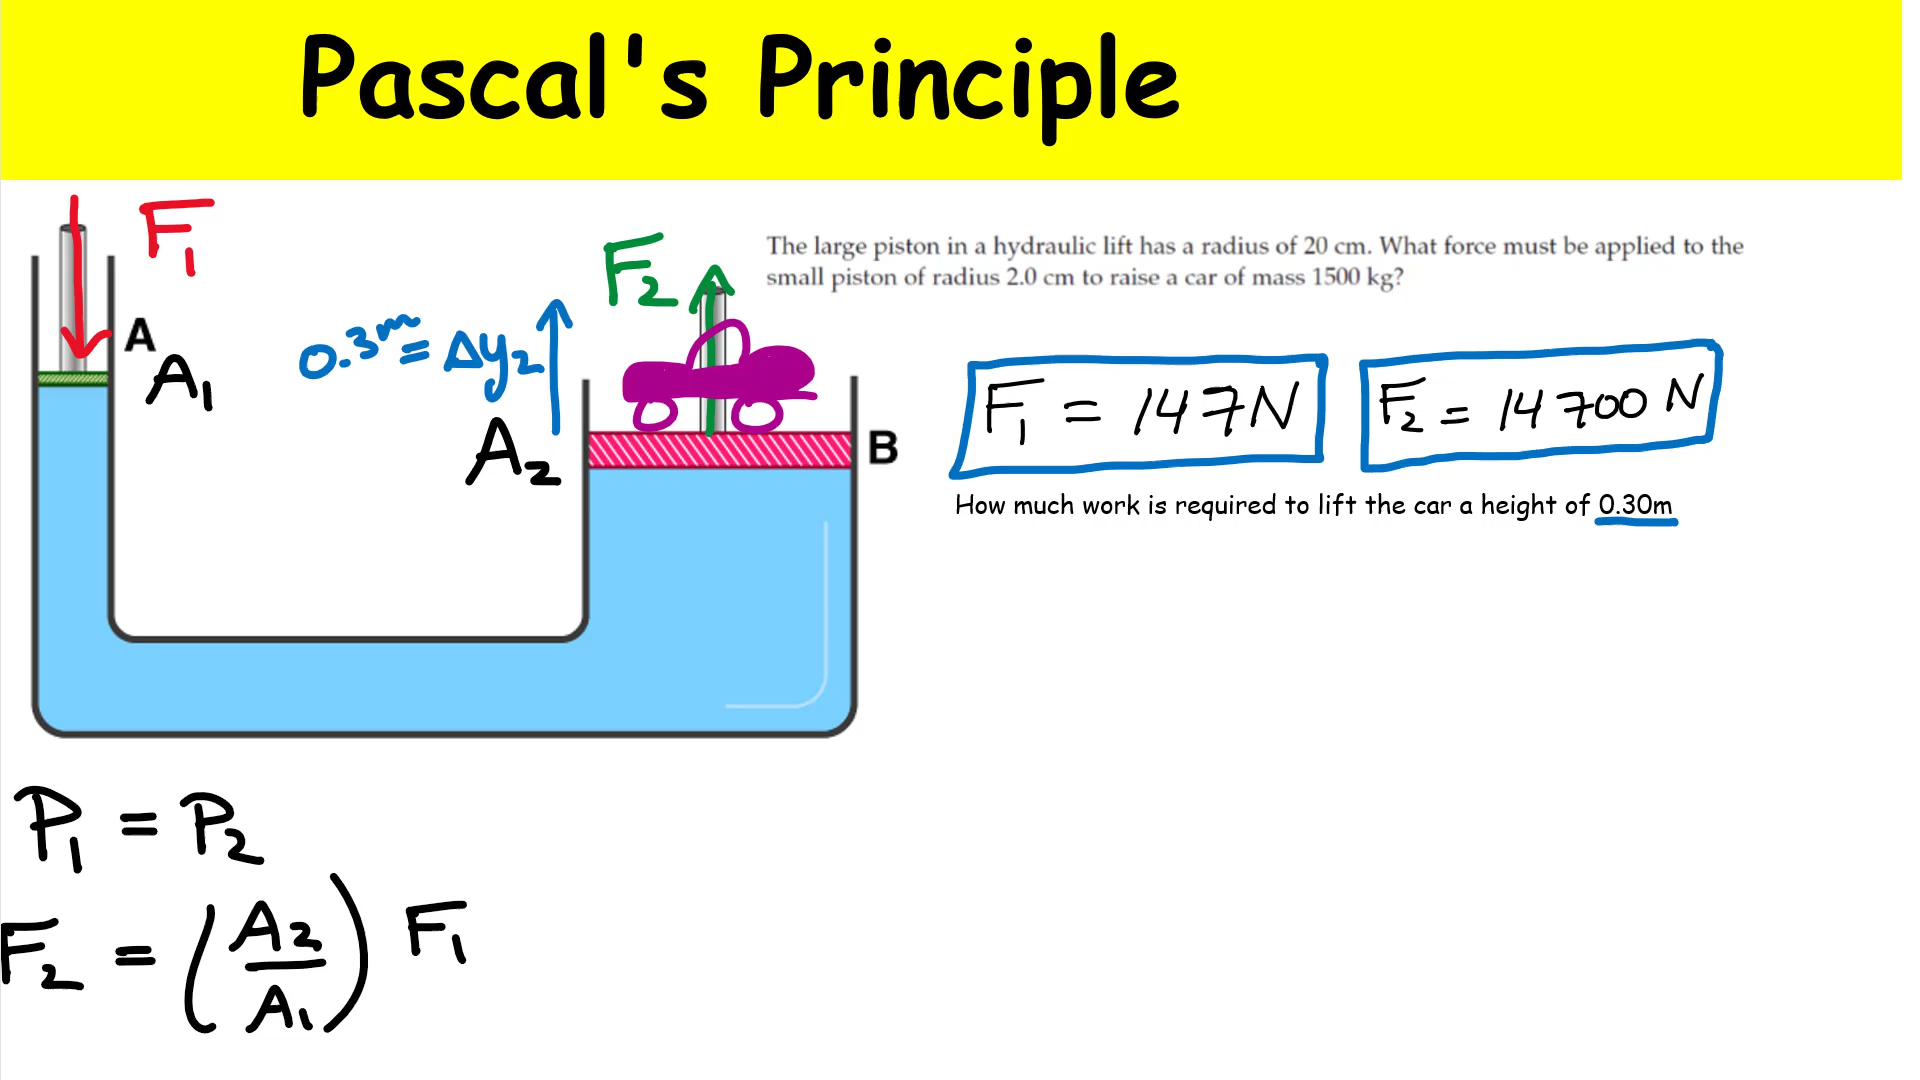 Pascal's Principle
F₁
F₂
The large piston in a hydraulic lift has a radius of 20 cm. What force must be applied to the
small piston of radius 2.0 cm to raise a car of mass 1500 kg?
A
A₁
0.3m = Δy₂
A₂
B
F₁ = 147N
F₂ = 14700 N
How much work is required to lift the car a height of 0.30m
P₁ = P₂
F₂ = (A₂/A₁) F₁